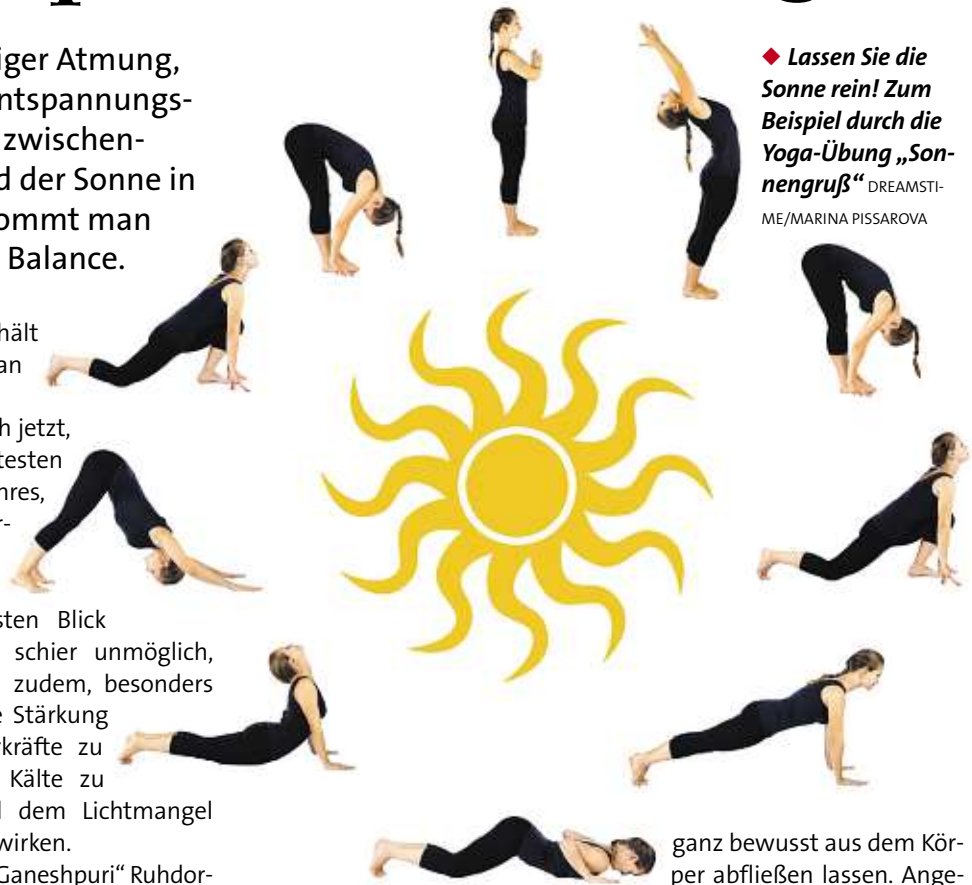 iger Atmung,
ntspannungs-
zwischen-
d der Sonne in
ommt man
Balance.
hält
an
h jetzt,
testen
hres,
r-
sten Blick
schier unmöglich,
zudem, besonders
e Stärkung
kräfte zu
Kälte zu
dem Lichtmangel
wirken.
Ganeshpuri“ Ruhdor-
◆ Lassen Sie die
Sonne rein! Zum
Beispiel durch die
Yoga-Übung „Son-
nengruß“ DREAMSTI-
ME/MARINA PISSAROVA
ganz bewusst aus dem Kör-
per abfließen lassen. Ange-